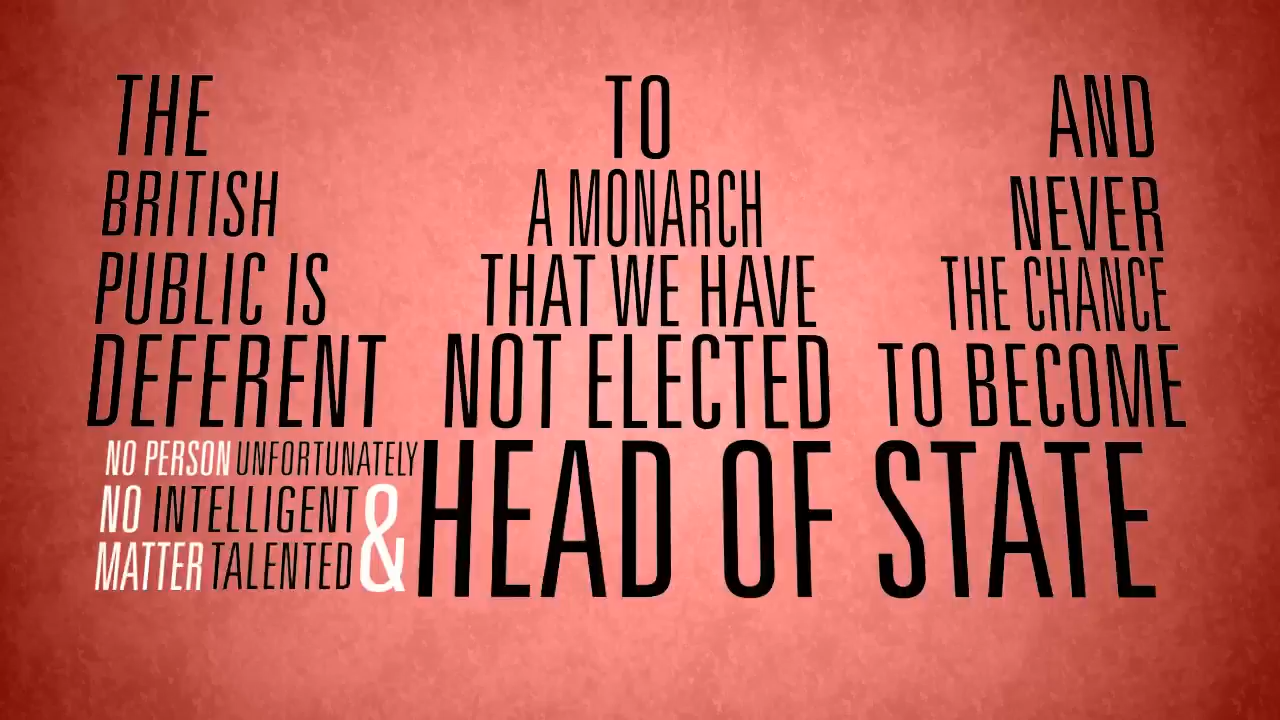 THE
BRITISH
PUBLIC IS
DEFERENT
TO
A MONARCH
THAT WE HAVE
NOT ELECTED
AND
NEVER
THE CHANCE
TO BECOME
HEAD OF STATE
NO PERSON UNFORTUNATELY
NO INTELLIGENT &
MATTER TALENTED